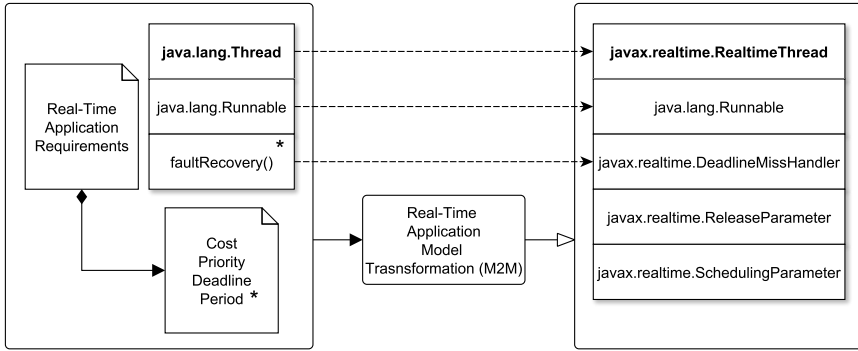 java.lang.Thread
java.lang.Runnable
*
faultRecovery()
Real-Time
Application
Requirements
Cost
Priority
Deadline
Period *
Real-Time
Application
Model
Trasnsformation (M2M)
javax.realtime.RealtimeThread
java.lang.Runnable
javax.realtime.DeadlineMissHandler
javax.realtime.ReleaseParameter
javax.realtime.SchedulingParameter